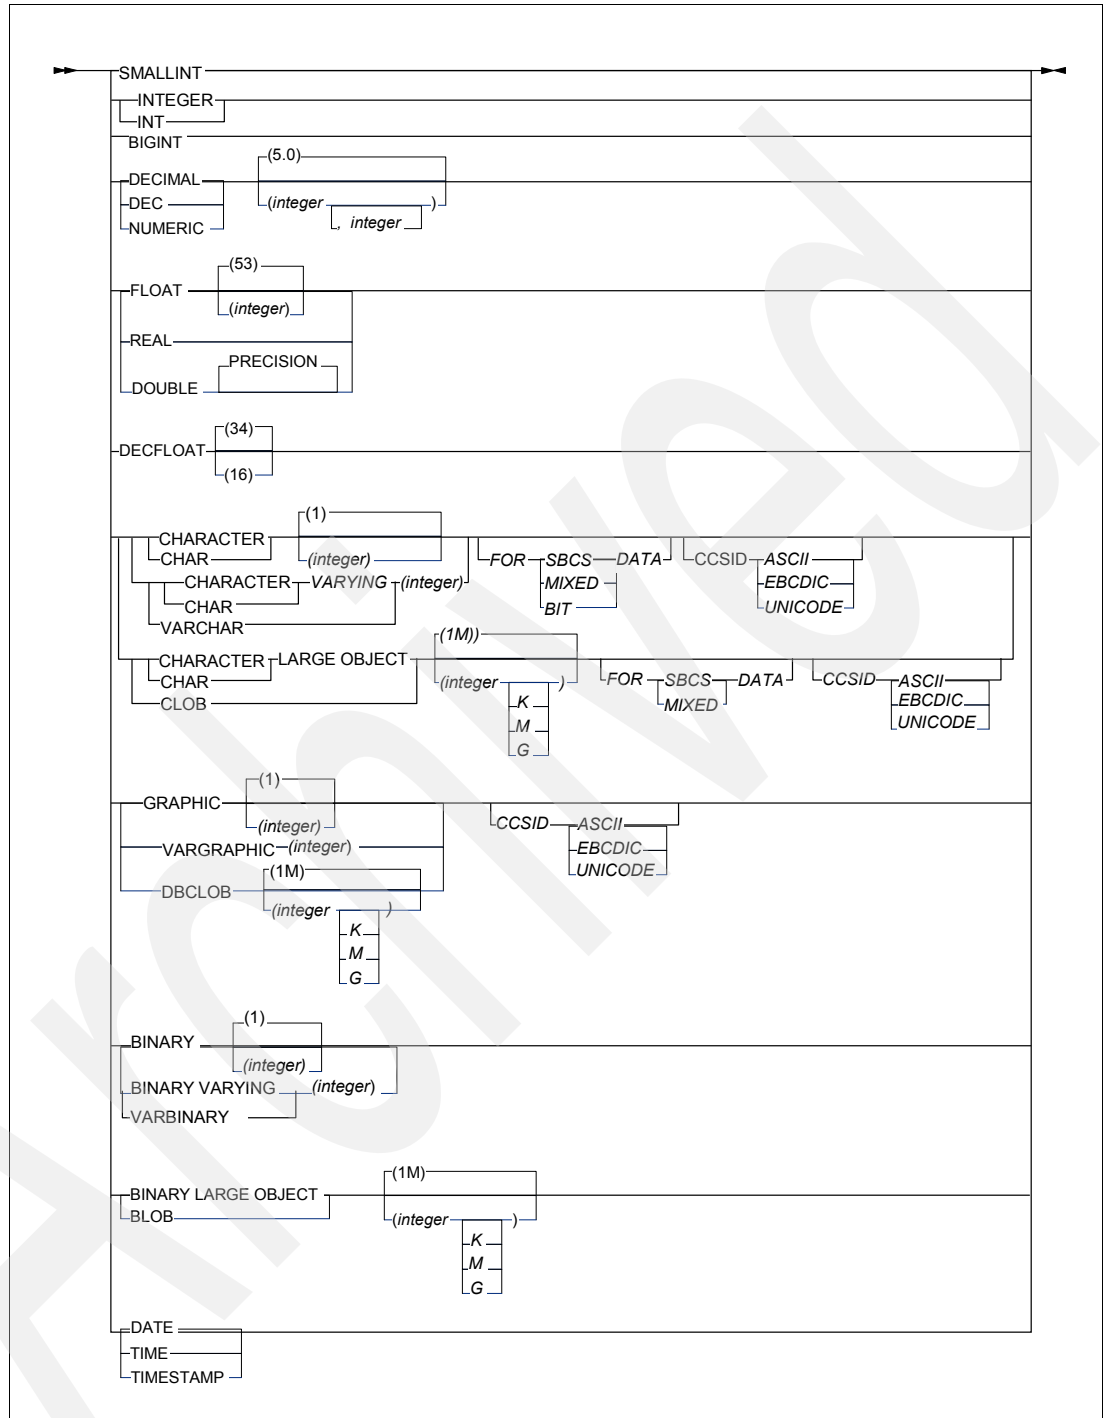 SMALLINT
INTEGER
INT
BIGINT
(5.0)
DECIMAL
DEC (integer )
NUMERIC , integer
(53)
FLOAT
(integer)
REAL
PRECISION
DOUBLE
(34)
DECFLOAT
(16)
(1)
CHARACTER
CHAR (integer) FOR SBCS DATA CCSID ASCII
CHARACTER VARYING (integer) MIXED EBCDIC
CHAR BIT UNICODE
VARCHAR
(1M))
CHARACTER LARGE OBJECT
CHAR (integer ) FOR SBCS DATA CCSID ASCII
CLOB K MIXED EBCDIC
M UNICODE
G
(1)
GRAPHIC
(integer) CCSID ASCII
VARGRAPHIC (integer) EBCDIC
(1M) UNICODE
DBCLOB
(integer )
K
M
G
(1)
BINARY
(integer)
BINARY VARYING (integer)
VARBINARY
(1M)
BINARY LARGE OBJECT
BLOB (integer )
K
M
G
DATE
TIME
TIMESTAMP
Archived